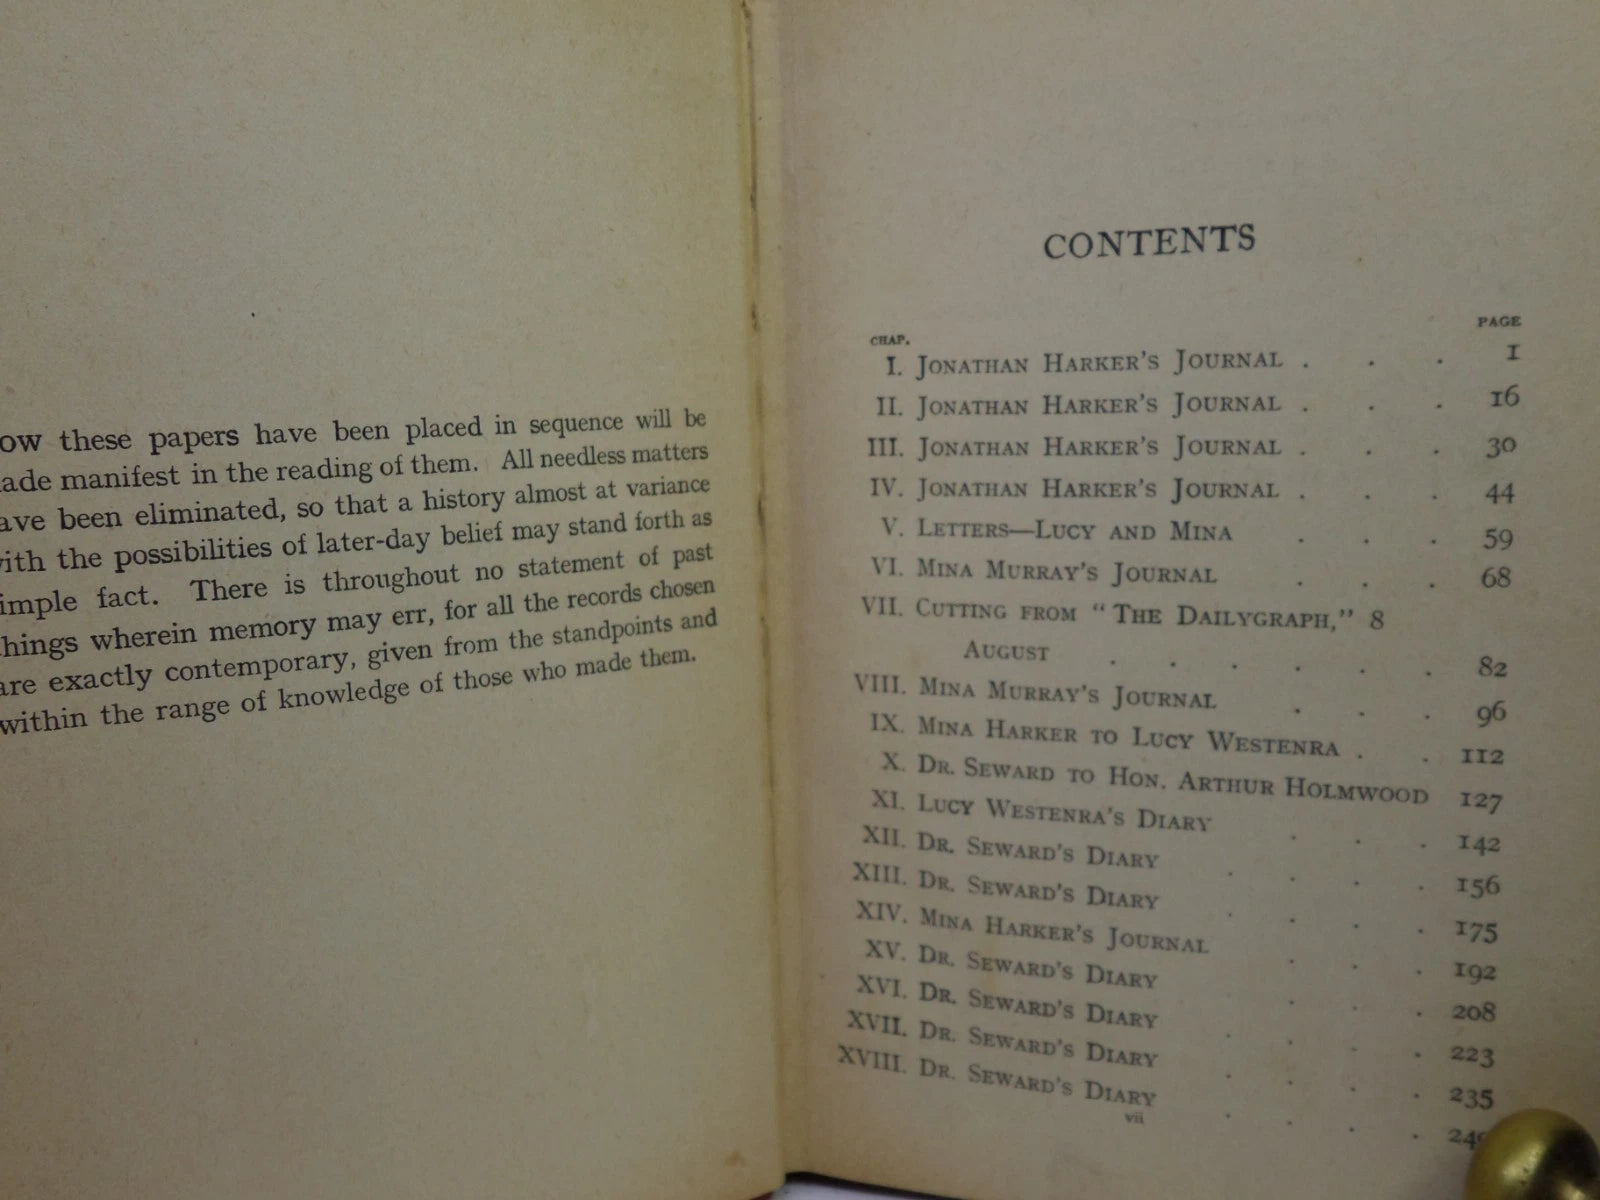 these papers have been placed in sequence will be
manifest in the reading of them. All needless matters
been eliminated, so that a history almost at variance
the possibilities of later-day belief may stand forth as
fact. There is throughout no statement of past
wherein memory may err, for all the records chosen
exactly contemporary, given from the standpoints and
within the range of knowledge of those who made them.
CONTENTS
CHAP. PAGE
I. JONATHAN HARKER'S JOURNAL . . . 1
II. JONATHAN HARKER'S JOURNAL . . . 16
III. JONATHAN HARKER'S JOURNAL . . . 30
IV. JONATHAN HARKER'S JOURNAL . . . 44
V. LETTERS—LUCY AND MINA . . . 59
VI. MINA MURRAY'S JOURNAL . . . 68
VII. CUTTING FROM "THE DAILYGRAPH," 8
AUGUST . . . . . . 82
VIII. MINA MURRAY'S JOURNAL . . . 96
IX. MINA HARKER TO LUCY WESTENRA . . 112
X. DR. SEWARD TO HON. ARTHUR HOLMWOOD 127
XI. LUCY WESTENRA'S DIARY . . . 142
XII. DR. SEWARD'S DIARY . . . . 156
XIII. DR. SEWARD'S DIARY . . . . 175
XIV. MINA HARKER'S JOURNAL . . . 192
XV. DR. SEWARD'S DIARY . . . 208
XVI. DR. SEWARD'S DIARY . . . . 223
XVII. DR. SEWARD'S DIARY . . . . 235
XVIII. DR. SEWARD'S DIARY . . . .
vii